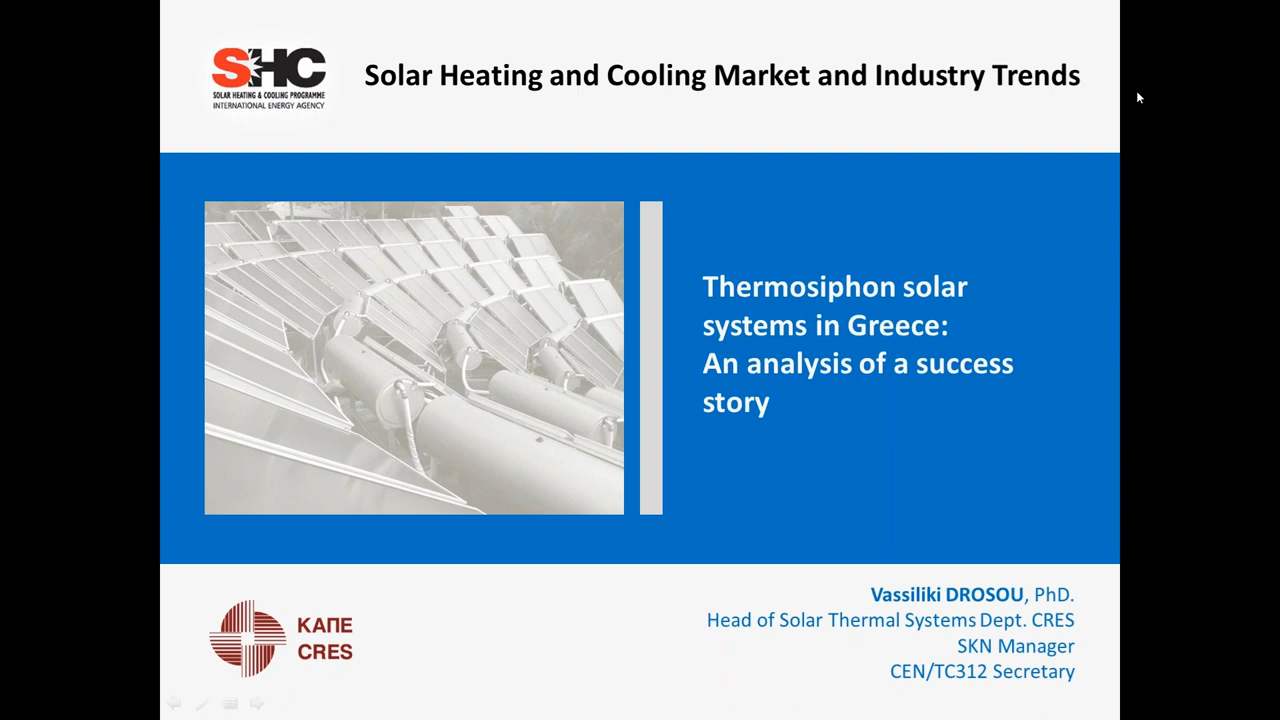 SHC
SOLAR HEATING & COOLING PROGRAMME
INTERNATIONAL ENERGY AGENCY
Solar Heating and Cooling Market and Industry Trends
Thermosiphon solar
systems in Greece:
An analysis of a success
story
ΚΑΠΕ
CRES
Vassiliki DROSOU, PhD.
Head of Solar Thermal Systems Dept. CRES
SKN Manager
CEN/TC312 Secretary